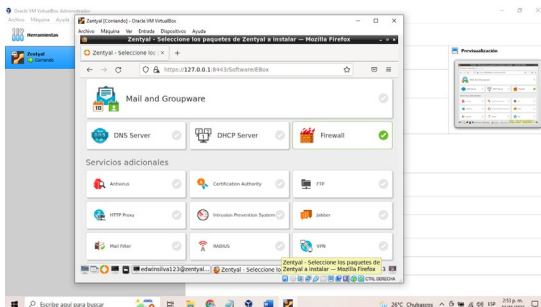 Oracle VM VirtualBox Administrador
Archivo Máquina Ayuda
Herramientas
Zentyal
Corriendo
Previsualización
Zentyal [Corriendo] - Oracle VM VirtualBox
Archivo Máquina Ver Entrada Dispositivos Ayuda
Zentyal - Seleccione los paquetes de Zentyal a instalar — Mozilla Firefox
Zentyal - Seleccione los
https://127.0.0.1:8443/Software/EBox
Mail and Groupware
DNS Server
DHCP Server
Firewall
Servicios adicionales
Antivirus
Certification Authority
FTP
HTTP Proxy
Intrusion Prevention System
Jabber
Mail Filter
RADIUS
VPN
Zentyal - Seleccione los paquetes de
Zentyal a instalar — Mozilla Firefox
edwinsilva123@zentyal...
Zentyal - Seleccione lo
CTRL DERECHA
Escribe aquí para buscar
26°C Chubascos
ESP
2:53 p. m.